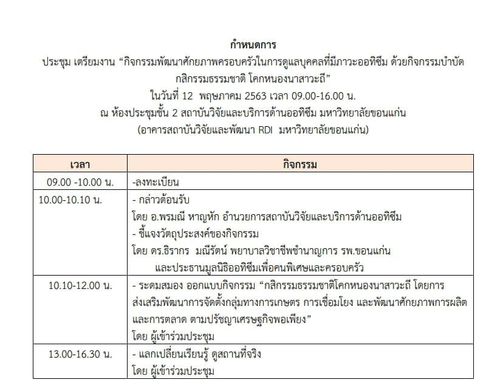 กำหนดการ
ประชุม เตรียมงาน “กิจกรรมพัฒนาศักยภาพครอบครัวในการดูแลบุคคลที่มีภาวะออทิซึม ด้วยกิจกรรมบำบัด
กสิกรรมธรรมชาติ โคกหนองนาสาวะถี”
ในวันที่ 12 พฤษภาคม 2563 เวลา 09.00-16.00 น.
ณ ห้องประชุมชั้น 2 สถาบันวิจัยและบริการด้านออทิซึม มหาวิทยาลัยขอนแก่น
(อาคารสถาบันวิจัยและพัฒนา RDI มหาวิทยาลัยขอนแก่น)
เวลา กิจกรรม
09.00 -10.00 น. -ลงทะเบียน
10.00-10.10 น. - กล่าวต้อนรับ
โดย อ.พรมณี หาญหัก อำนวยการสถาบันวิจัยและบริการด้านออทิซึม
- ชี้แจงวัตถุประสงค์ของกิจกรรม
โดย ดร.ธิรากร มณีรัตน์ พยาบาลวิชาชีพชำนาญการ รพ.ขอนแก่น
และประธานมูลนิธิออทิซึมเพื่อคนพิเศษและครอบครัว
10.10-12.00 น. - ระดมสมอง ออกแบบกิจกรรม “กสิกรรมธรรมชาติโคกหนองนาสาวะถี โดยการ
ส่งเสริมพัฒนาการจัดตั้งกลุ่มทางการเกษตร การเชื่อมโยง และพัฒนาศักยภาพการผลิต
และการตลาด ตามปรัชญาเศรษฐกิจพอเพียง”
โดย ผู้เข้าร่วมประชุม
13.00-16.30 น. - แลกเปลี่ยนเรียนรู้ ดูสถานที่จริง
โดย ผู้เข้าร่วมประชุม